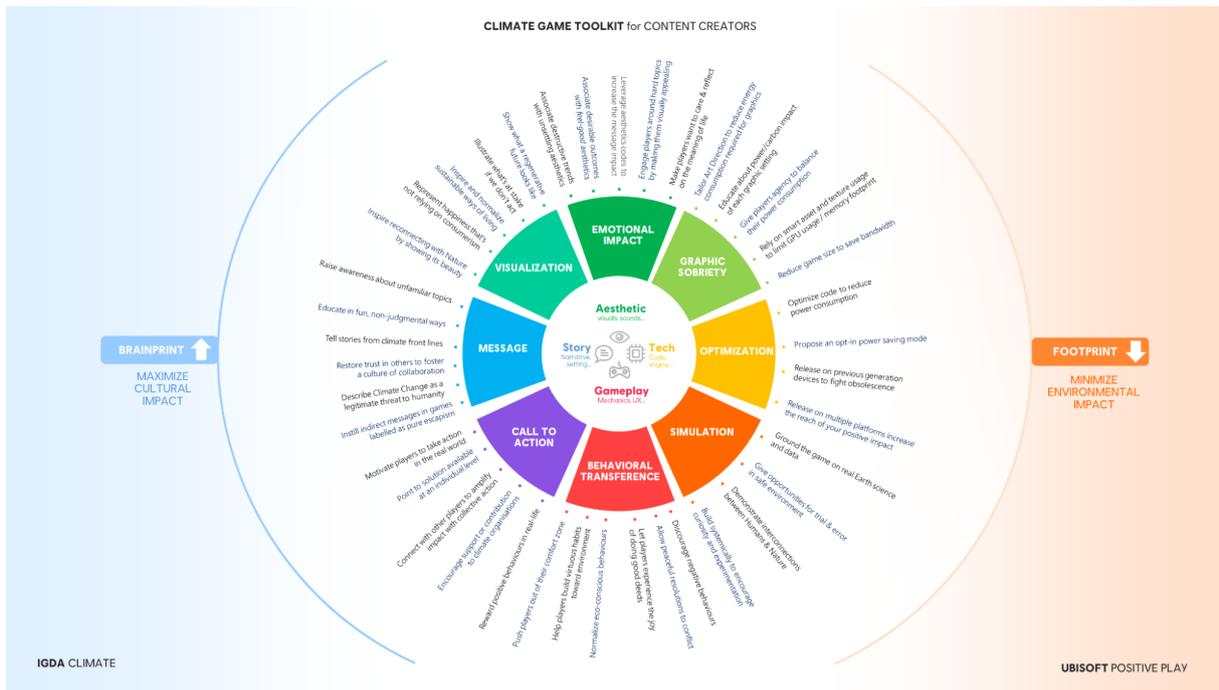 CLIMATE GAME TOOLKIT for CONTENT CREATORS
BRAINPRINT
MAXIMIZE
CULTURAL
IMPACT
FOOTPRINT
MINIMIZE
ENVIRONMENTAL
IMPACT
EMOTIONAL
IMPACT
GRAPHIC
SOBRIETY
OPTIMIZATION
SIMULATION
BEHAVIORAL
TRANSFERENCE
CALL TO
ACTION
MESSAGE
VISUALIZATION
Aesthetic
visuals, sounds...
Story
Narrative,
setting...
Tech
Code,
engine...
Gameplay
Mechanics, UX...
Associate desirable outcomes
with feel-good aesthetics
Leverage aesthetics codes to
increase the message impact
Engage players around hard topics
by making them visually appealing
Make players want to care & reflect
on the meaning of life
Tailor Art Direction to reduce energy
consumption required for graphics
Educate about power/carbon impact
of each graphic setting
Give players agency to balance
their power consumption
Rely on smart asset and texture usage
to limit GPU usage / memory footprint
Reduce game size to save bandwidth
Optimize code to reduce
power consumption
Propose an opt-in power saving mode
Release on previous generation
devices to fight obsolescence
Release on multiple platforms increase
the reach of your positive impact
Ground the game on real Earth science
and data
Give opportunities for trial & error
in safe environment
Demonstrate interconnections
between Humans & Nature
Build systemically to encourage
curiosity and experimentation
Discourage negative behaviours
Allow peaceful resolutions to conflict
Let players experience the joy
of doing good deeds
Normalize eco-conscious behaviours
Help players build virtuous habits
toward environment
Push players out of their comfort zone
Reward positive behaviours in real-life
Encourage support or contribution
to climate organisations
Connect with other players to amplify
impact with collective action
Point to solution available
at an individual level
Motivate players to take action
in the real world
Instill indirect messages in games
labelled as pure escapism
Describe Climate Change as a
legitimate threat to humanity
Restore trust in others to foster
a culture of collaboration
Tell stories from climate front lines
Educate in fun, non-judgmental ways
Raise awareness about unfamiliar topics
Inspire reconnecting with Nature
by showing its beauty
Represent happiness that's
not relying on consumerism
Inspire and normalize
sustainable ways of living
Illustrate what's at stake
if we don't act
Show what a regenerative
future looks like
Associate destructive trends
with unsettling aesthetics
IGDA CLIMATE
UBISOFT POSITIVE PLAY